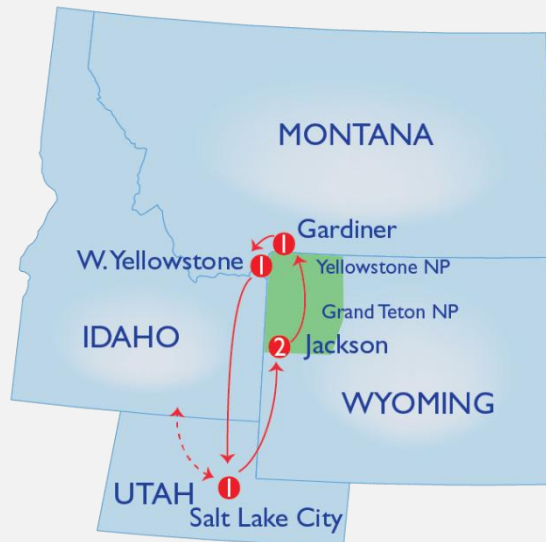 MONTANA
Gardiner
1
W. Yellowstone
1
Yellowstone NP
Grand Teton NP
IDAHO
2
Jackson
WYOMING
UTAH
1
Salt Lake City